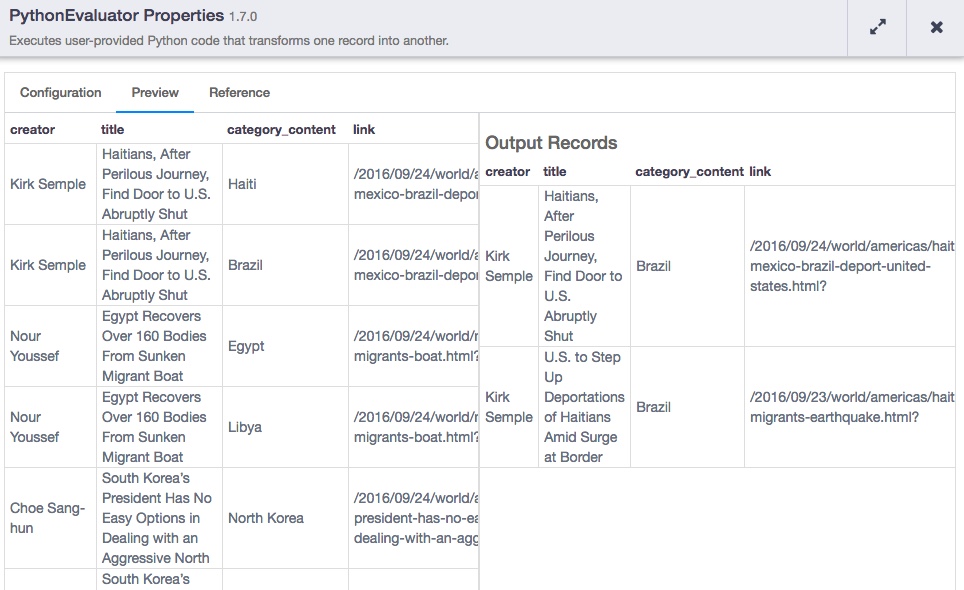 PythonEvaluator Properties 1.7.0
Executes user-provided Python code that transforms one record into another.
Configuration
Preview
Reference
creator
title
category_content
link
Kirk Semple
Haitians, After
Perilous Journey,
Find Door to U.S.
Abruptly Shut
Haiti
/2016/09/24/world/a
mexico-brazil-depor
Kirk Semple
Haitians, After
Perilous Journey,
Find Door to U.S.
Abruptly Shut
Brazil
/2016/09/24/world/a
mexico-brazil-depor
Nour
Youssef
Egypt Recovers
Over 160 Bodies
From Sunken
Migrant Boat
Egypt
/2016/09/24/world/r
migrants-boat.html?
Nour
Youssef
Egypt Recovers
Over 160 Bodies
From Sunken
Migrant Boat
Libya
/2016/09/24/world/r
migrants-boat.html?
Choe Sang-
hun
South Korea's
President Has No
Easy Options in
Dealing with an
Aggressive North
North Korea
/2016/09/24/world/a
president-has-no-ea
dealing-with-an-agg
South Korea's
Output Records
creator
title
category_content
link
Kirk
Semple
Haitians,
After
Perilous
Journey,
Find Door to
U.S.
Abruptly
Shut
Brazil
/2016/09/24/world/americas/hait
mexico-brazil-deport-united-
states.html?
Kirk
Semple
U.S. to Step
Up
Deportations
of Haitians
Amid Surge
at Border
Brazil
/2016/09/23/world/americas/hait
migrants-earthquake.html?